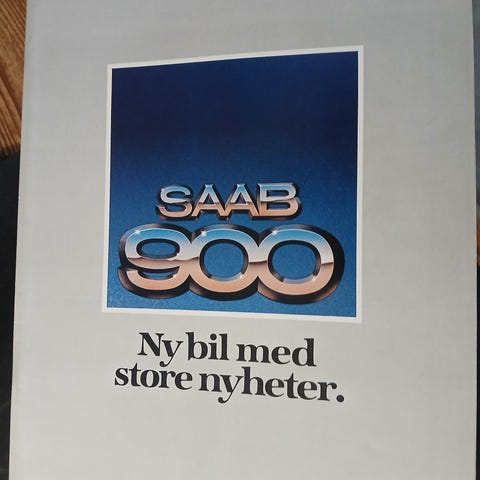 SAAB
900
Ny bil med
store nyheter.